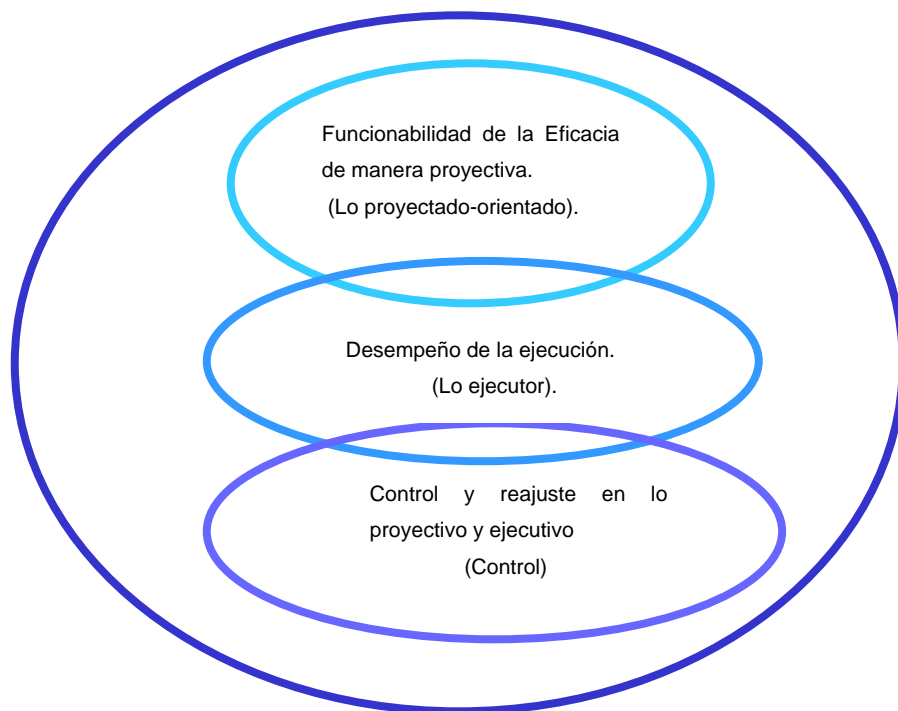 Funcionabilidad de la Eficacia
de manera proyectiva.
(Lo proyectado-orientado).
Desempeño de la ejecución.
(Lo ejecutor).
Control y reajuste en lo
proyectivo y ejecutivo
(Control)